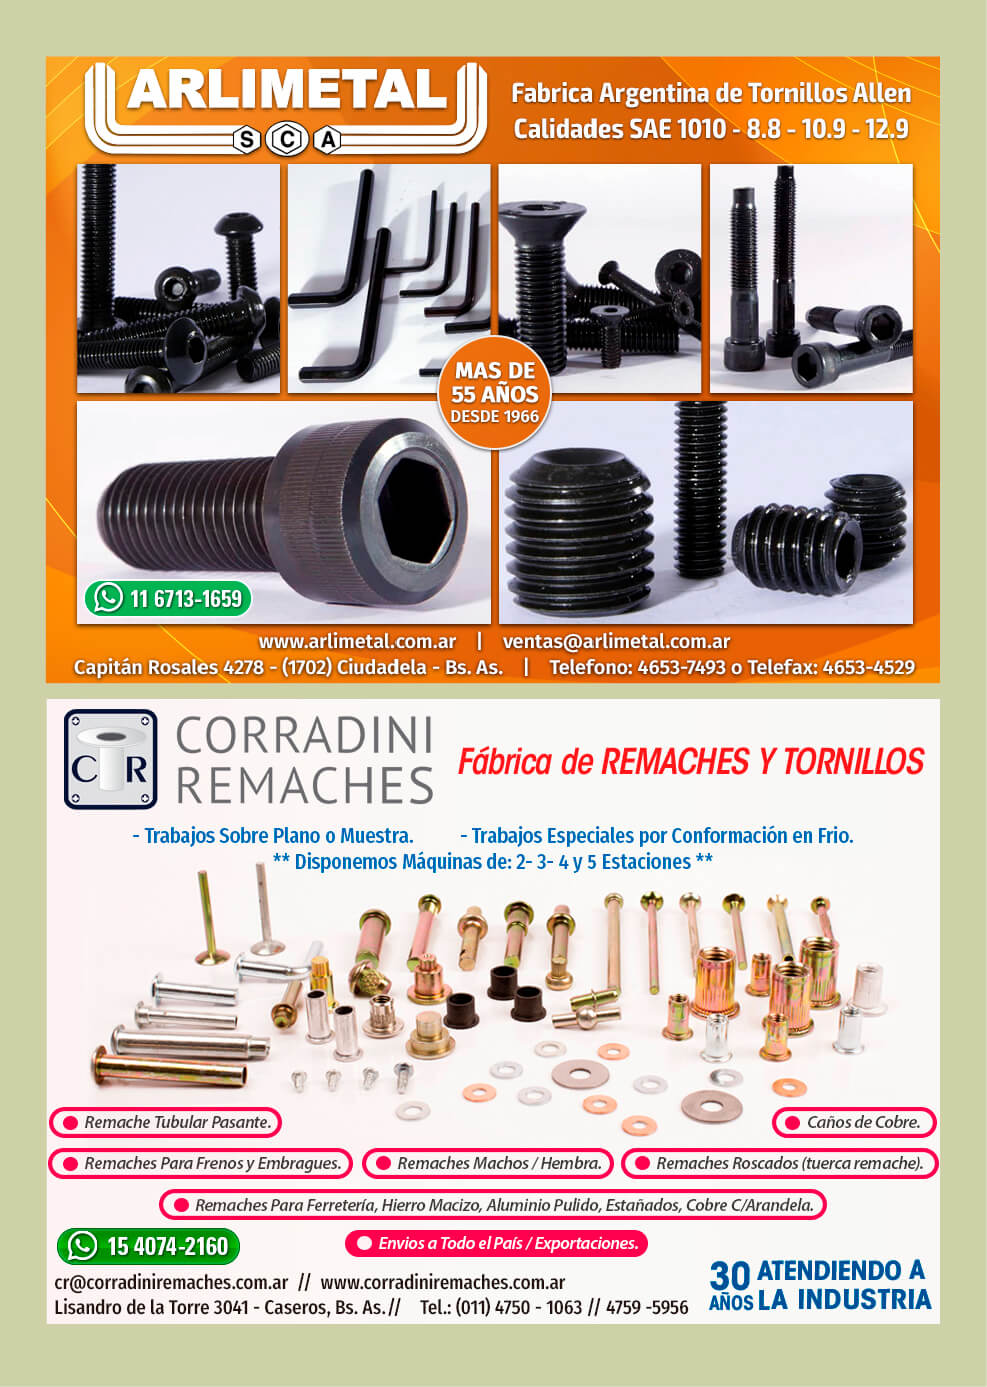 ARLIMETAL
S C A
Fabrica Argentina de Tornillos Allen
Calidades SAE 1010 - 8.8 - 10.9 - 12.9
MAS DE
55 AÑOS
DESDE 1966
11 6713-1659
www.arlimetal.com.ar | ventas@arlimetal.com.ar
Capitán Rosales 4278 - (1702) Ciudadela - Bs. As. | Telefono: 4653-7493 o Telefax: 4653-4529
C R
CORRADINI
REMACHES
Fábrica de REMACHES Y TORNILLOS
- Trabajos Sobre Plano o Muestra. - Trabajos Especiales por Conformación en Frio.
** Disponemos Máquinas de: 2- 3- 4 y 5 Estaciones **
Remache Tubular Pasante.
Caños de Cobre.
Remaches Para Frenos y Embragues.
Remaches Machos / Hembra.
Remaches Roscados (tuerca remache).
Remaches Para Ferretería, Hierro Macizo, Aluminio Pulido, Estañados, Cobre C/Arandela.
15 4074-2160
Envios a Todo el País / Exportaciones.
cr@corradiniremaches.com.ar // www.corradiniremaches.com.ar
Lisandro de la Torre 3041 - Caseros, Bs. As. // Tel.: (011) 4750 - 1063 // 4759 -5956
30 AÑOS
ATENDIENDO A
LA INDUSTRIA